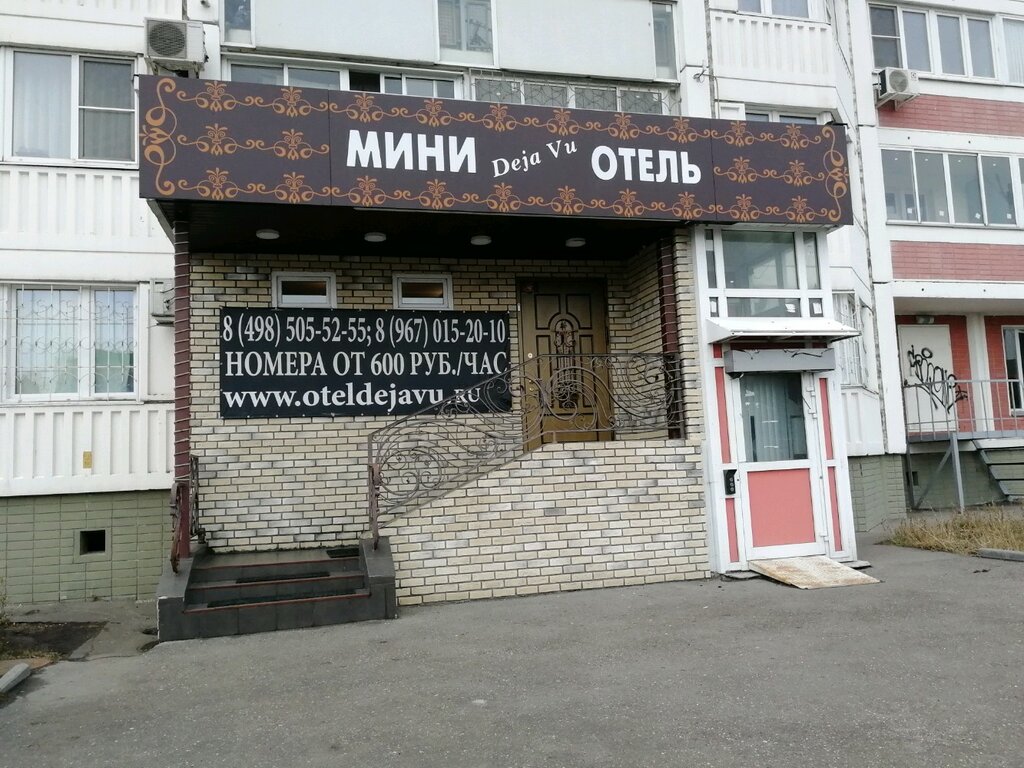 МИНИ Deja Vu ОТЕЛЬ
8 (498) 505-52-55; 8 (967) 015-20-10
НОМЕРА ОТ 600 РУБ./ЧАС
www.oteldejavu.ru